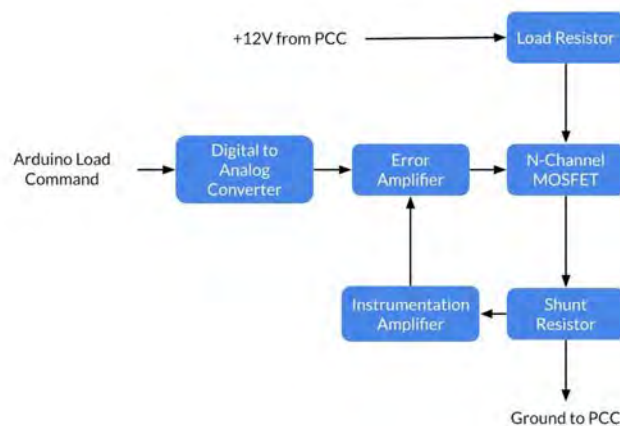 +12V from PCC
Load Resistor
Arduino Load
Command
Digital to
Analog
Converter
Error
Amplifier
N-Channel
MOSFET
Instrumentation
Amplifier
Shunt
Resistor
Ground to PCC